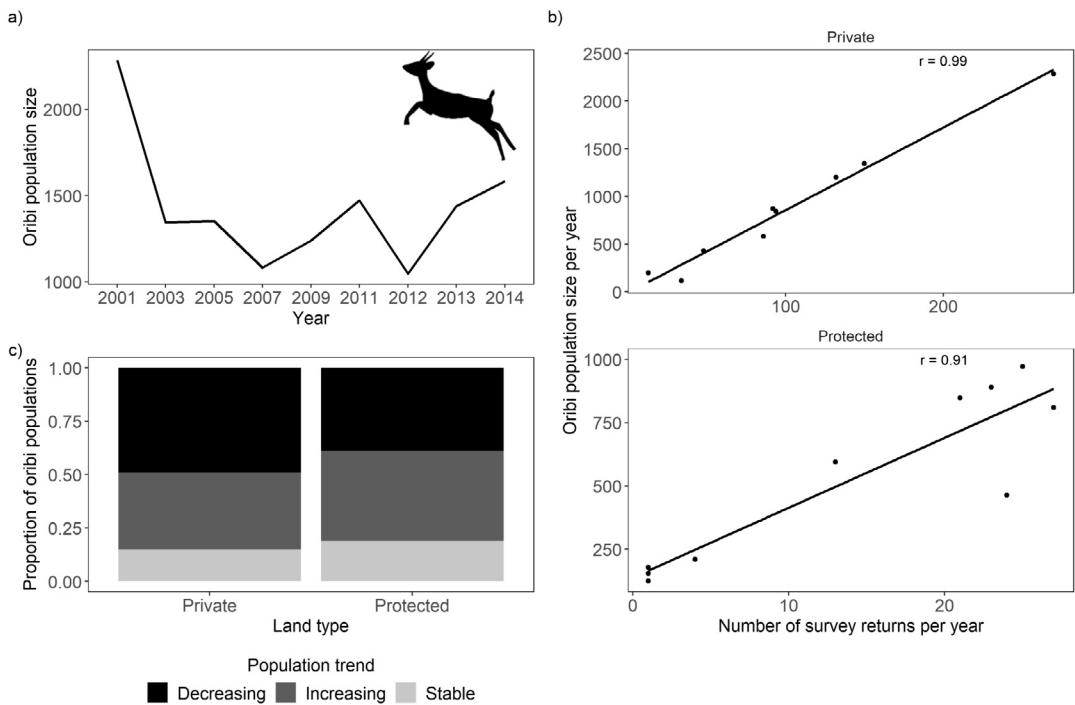 a)
Oribi population size
2000
1500
1000
2001 2003 2005 2007 2009 2011 2012 2013 2014
Year
b)
Private
r = 0.99
Oribi population size per year
2500
2000
1500
1000
500
0
100 200
Protected
r = 0.91
1000
750
500
250
0 10 20
Number of survey returns per year
c)
Proportion of oribi populations
1.00
0.75
0.50
0.25
0.00
Private Protected
Land type
Population trend
Decreasing Increasing Stable